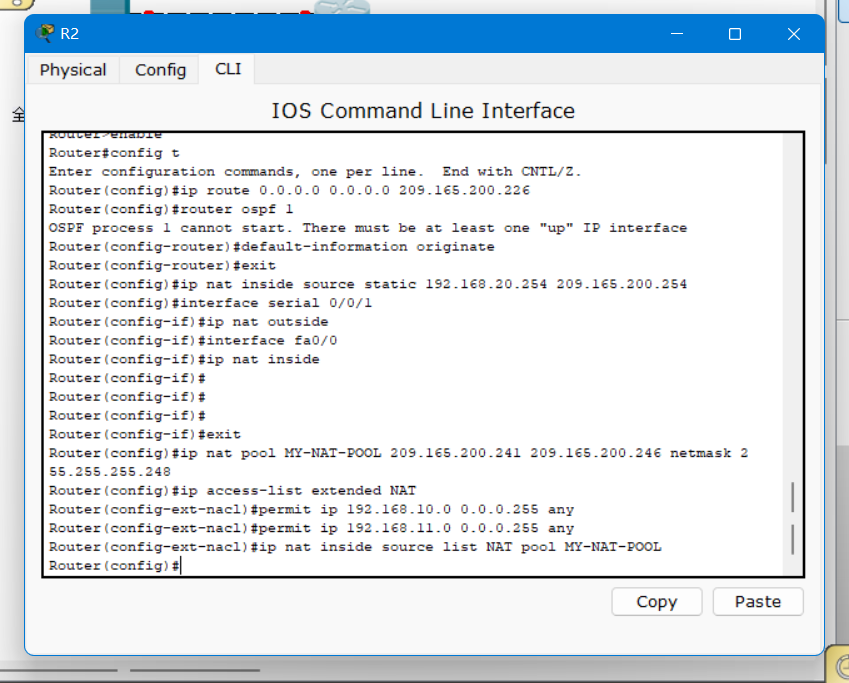 R2
Physical
Config
CLI
全
IOS Command Line Interface
Router>enable
Router#config t
Enter configuration commands, one per line.  End with CNTL/Z.
Router(config)#ip route 0.0.0.0 0.0.0.0 209.165.200.226
Router(config)#router ospf 1
OSPF process 1 cannot start. There must be at least one "up" IP interface
Router(config-router)#default-information originate
Router(config-router)#exit
Router(config)#ip nat inside source static 192.168.20.254 209.165.200.254
Router(config)#interface serial 0/0/1
Router(config-if)#ip nat outside
Router(config-if)#interface fa0/0
Router(config-if)#ip nat inside
Router(config-if)#
Router(config-if)#
Router(config-if)#
Router(config-if)#exit
Router(config)#ip nat pool MY-NAT-POOL 209.165.200.241 209.165.200.246 netmask 2
55.255.255.248
Router(config)#ip access-list extended NAT
Router(config-ext-nacl)#permit ip 192.168.10.0 0.0.0.255 any
Router(config-ext-nacl)#permit ip 192.168.11.0 0.0.0.255 any
Router(config-ext-nacl)#ip nat inside source list NAT pool MY-NAT-POOL
Router(config)#
Copy
Paste